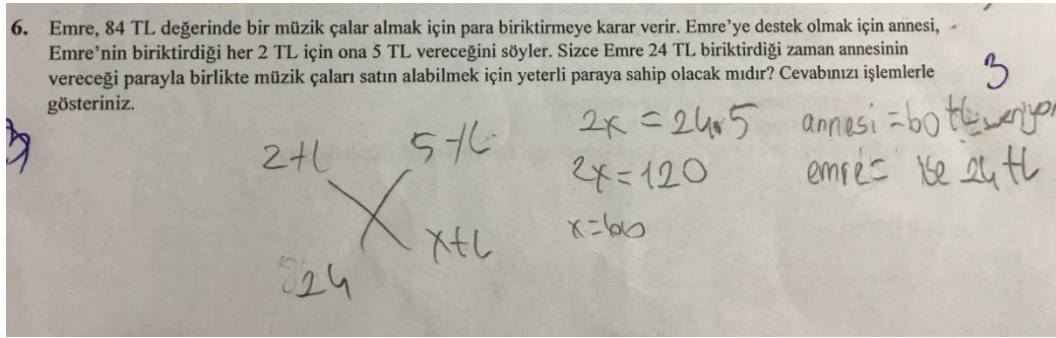 6. Emre, 84 TL değerinde bir müzik çalar almak için para biriktirmeye karar verir. Emre'ye destek olmak için annesi,
Emre'nin biriktirdiği her 2 TL için ona 5 TL vereceğini söyler. Sizce Emre 24 TL biriktirdiği zaman annesinin
vereceği parayla birlikte müzik çaları satın alabilmek için yeterli paraya sahip olacak mıdır? Cevabınızı işlemlerle
gösteriniz.
3
2tl 5tl
24 xtl
2x = 24.5
2x = 120
x = 60
annesi = 60 tl veriyor
emre = ise 24 tl